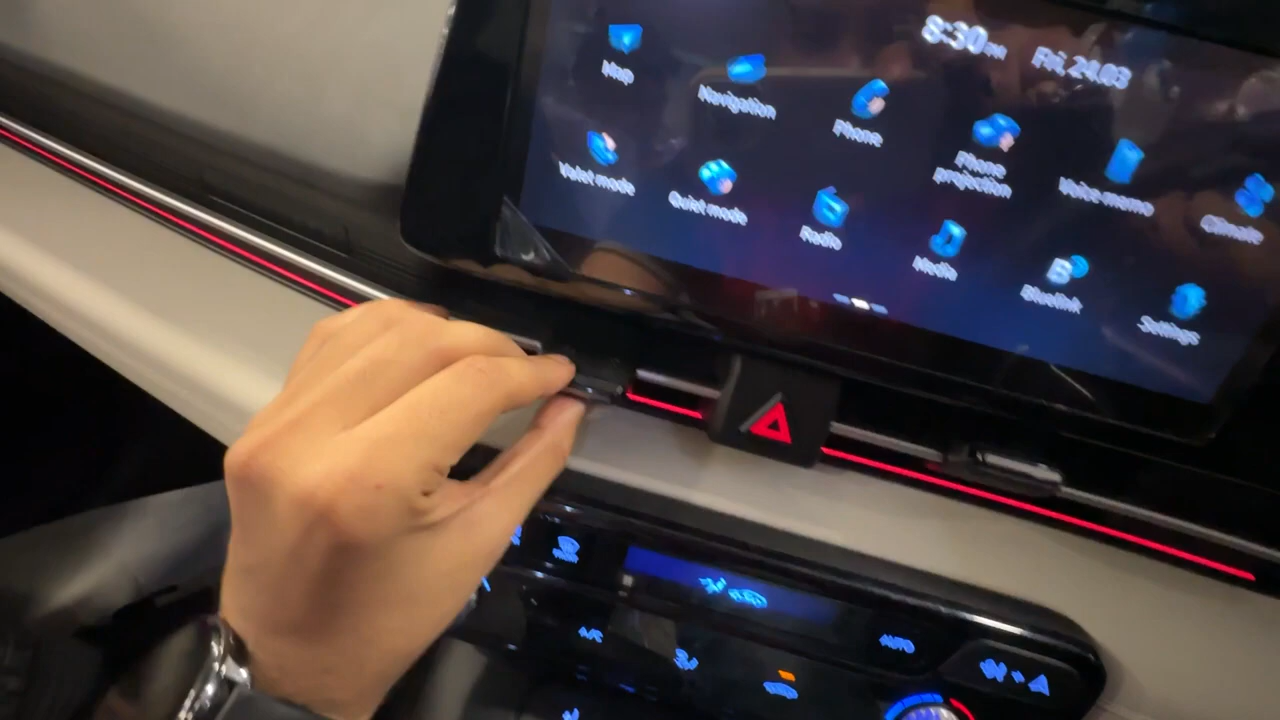 8:30
Fri, 24.03
Map
Navigation
Phone
Phone
projection
Voice memo
Climate
Valet mode
Quiet mode
Radio
Media
Bluelink
Settings
A/C
AUTO